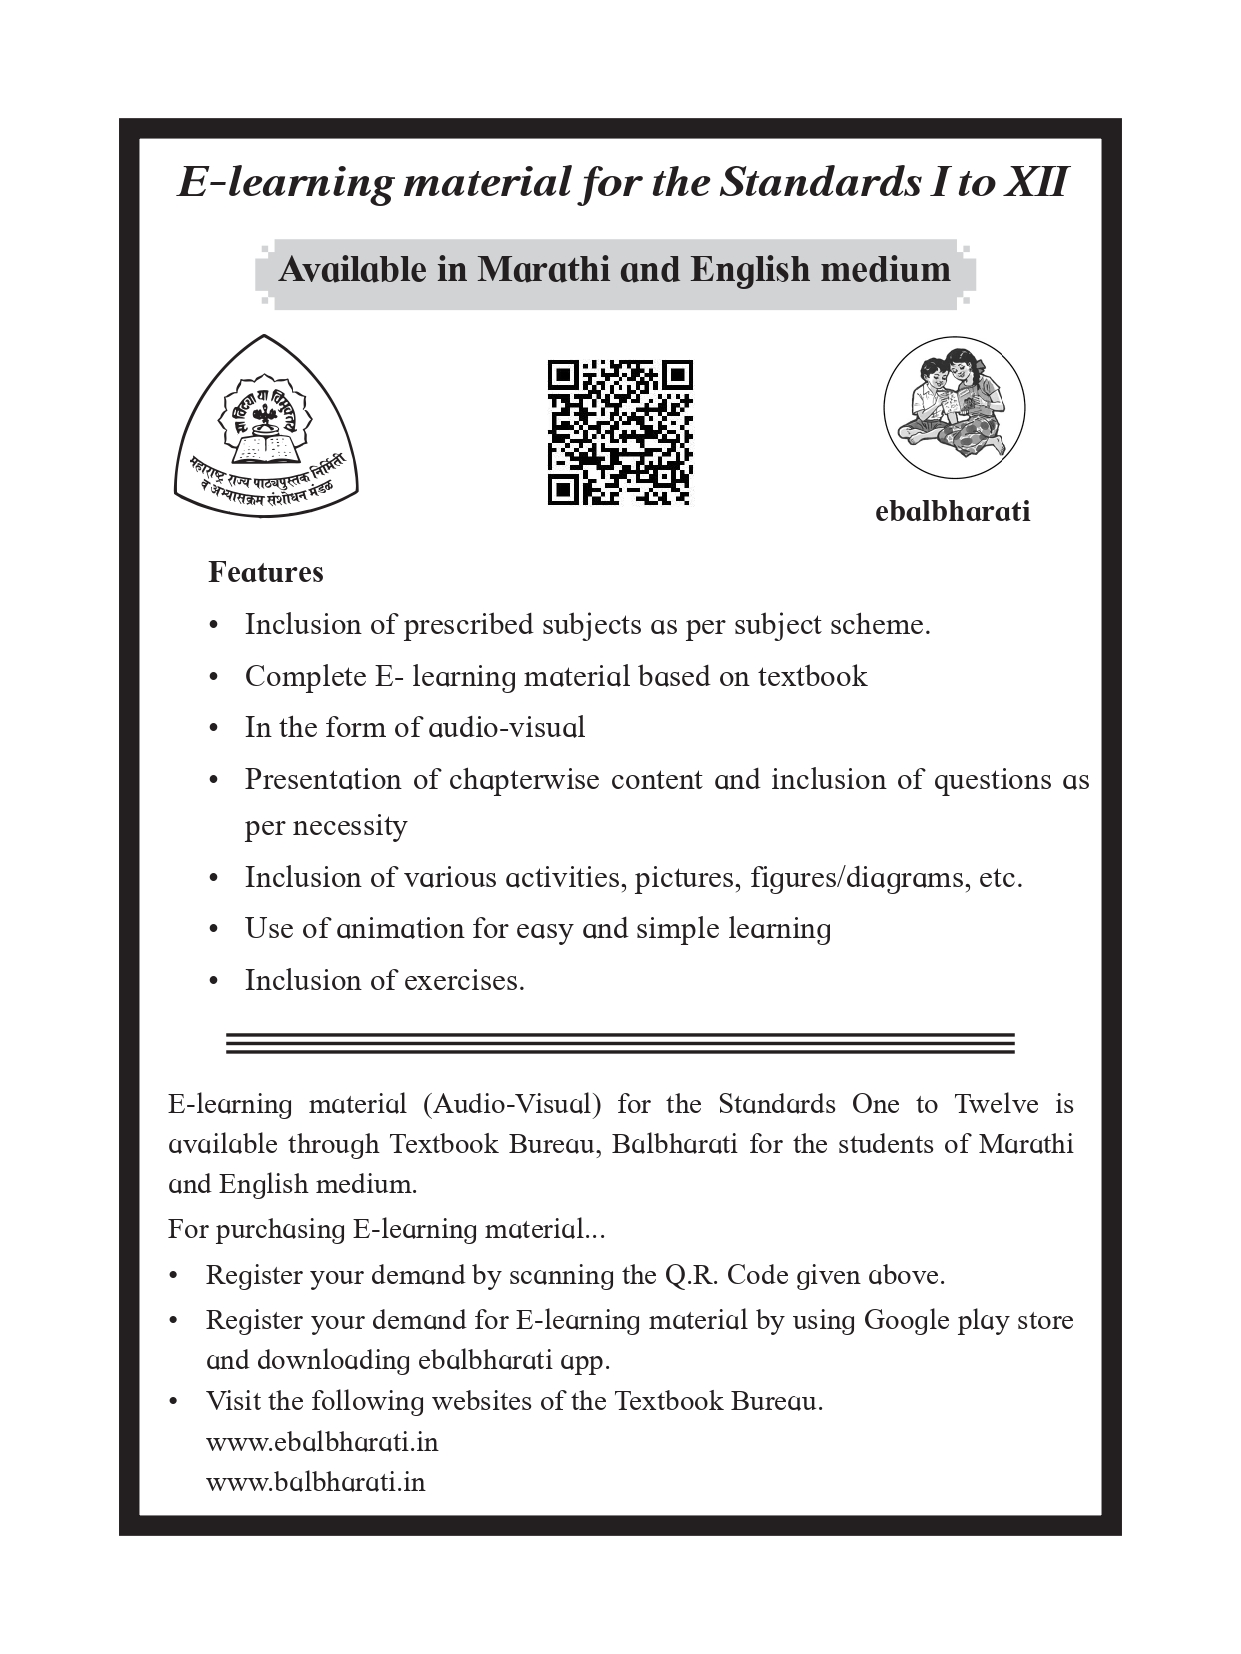 E-learning material for the Standards I to XII
Available in Marathi and English medium
सा विद्या या विमुक्तये
महाराष्ट्र राज्य पाठ्यपुस्तक निर्मिती
व अभ्यासक्रम संशोधन मंडळ
ebalbharati
Features
• Inclusion of prescribed subjects as per subject scheme.
• Complete E- learning material based on textbook
• In the form of audio-visual
• Presentation of chapterwise content and inclusion of questions as
per necessity
• Inclusion of various activities, pictures, figures/diagrams, etc.
• Use of animation for easy and simple learning
• Inclusion of exercises.
E-learning material (Audio-Visual) for the Standards One to Twelve is
available through Textbook Bureau, Balbharati for the students of Marathi
and English medium.
For purchasing E-learning material...
• Register your demand by scanning the Q.R. Code given above.
• Register your demand for E-learning material by using Google play store
and downloading ebalbharati app.
• Visit the following websites of the Textbook Bureau.
www.ebalbharati.in
www.balbharati.in